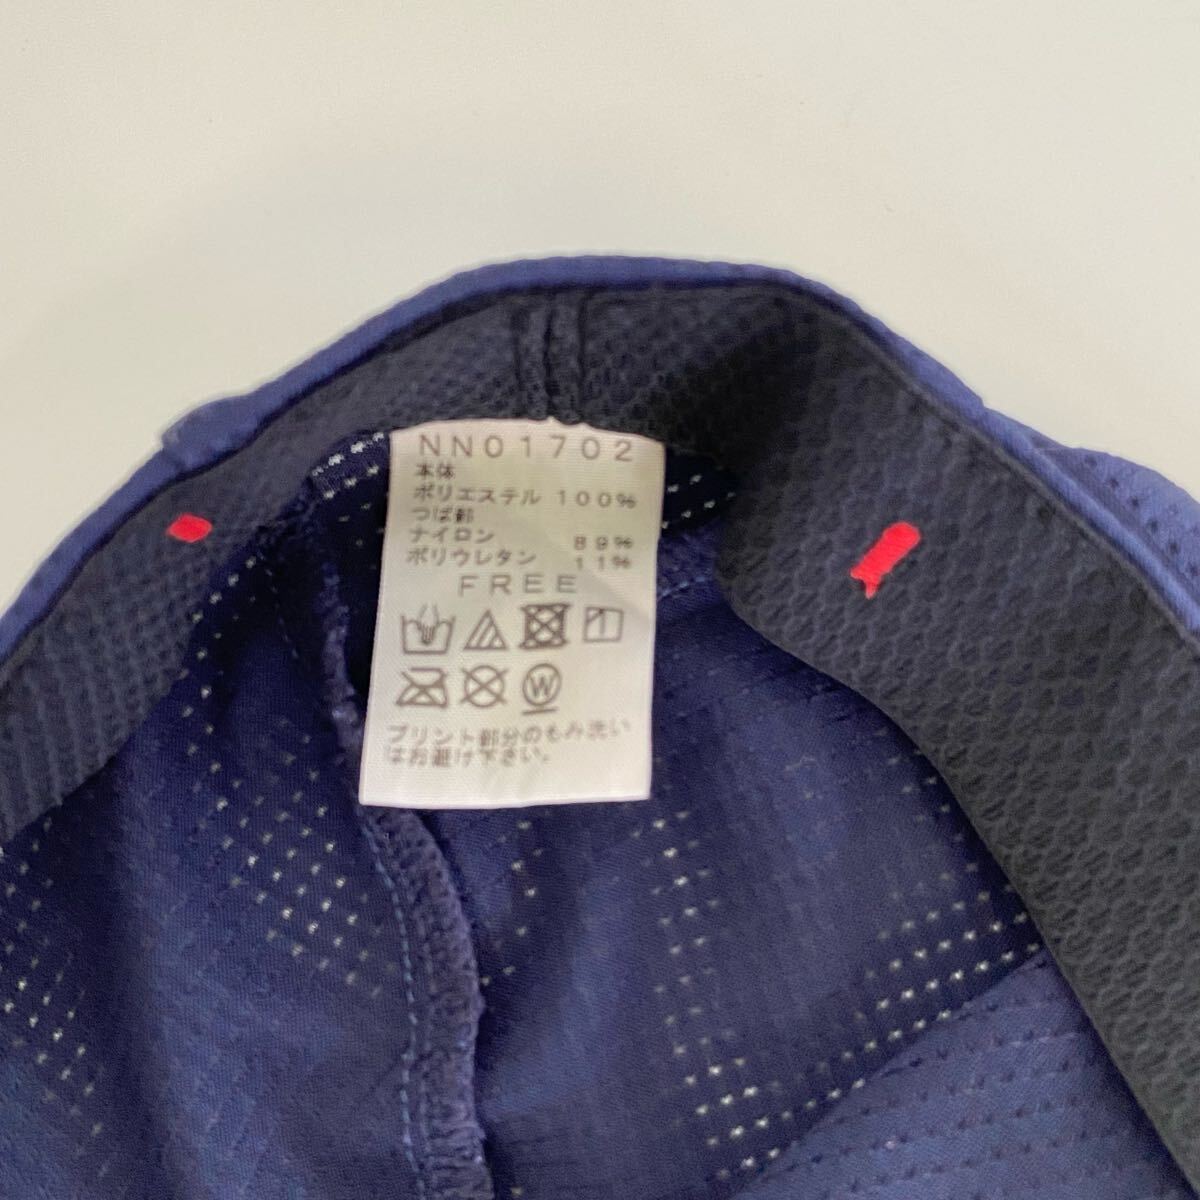 NN01702
本体
ポリエステル 100%
つば部
ナイロン 89%
ポリウレタン 11%
FREE
W
プリント部分のもみ洗い
はお避け下さい。